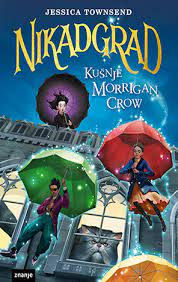 JESSICA TOWNSEND
NIKADGRAD
KUŠNJE
MORRIGAN
CROW
znanje